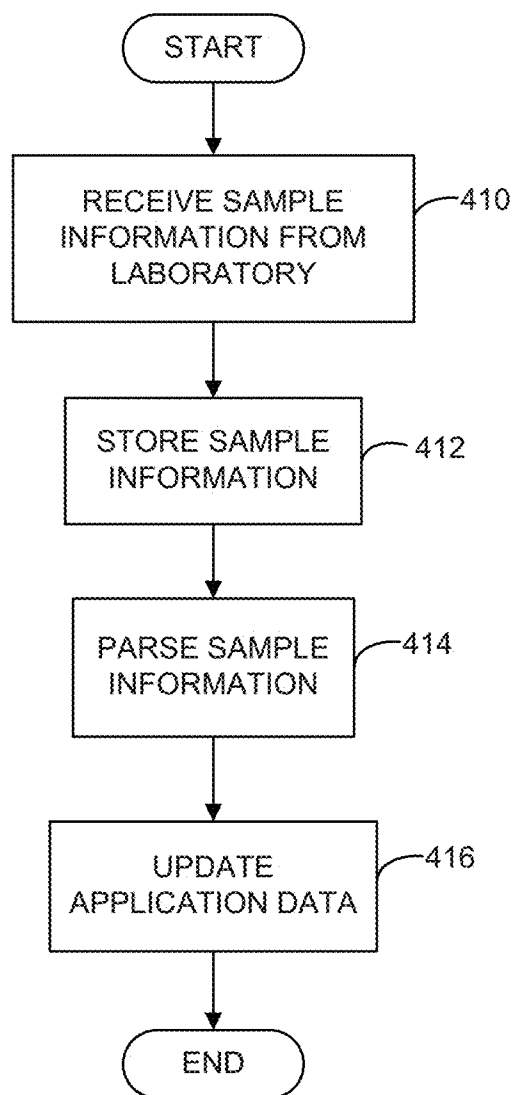 START
RECEIVE SAMPLE
INFORMATION FROM
LABORATORY
410
STORE SAMPLE
INFORMATION
412
PARSE SAMPLE
INFORMATION
414
UPDATE
APPLICATION DATA
416
END